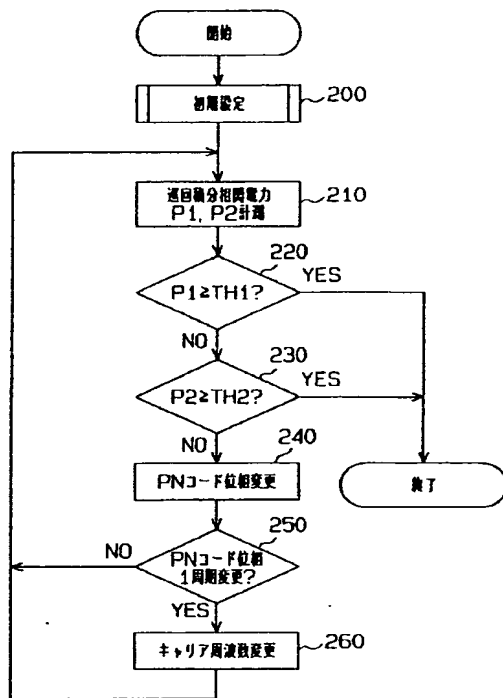 開始
初期設定
200
巡回積分相関電力
P1, P2計測
210
220
P1≧TH1?
YES
NO
230
P2≧TH2?
YES
NO
240
PNコード位相変更
終了
250
PNコード位相
1周期変更?
NO
YES
キャリア周波数変更
260